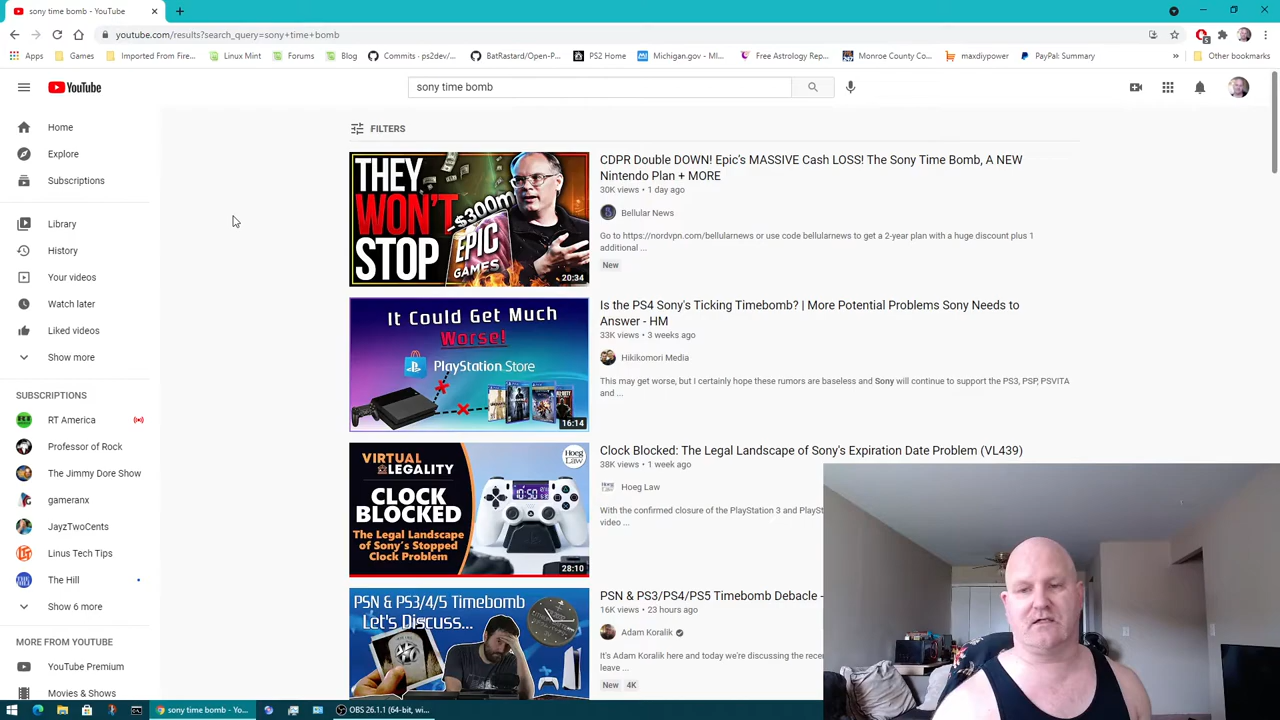 sony time bomb - YouTube
youtube.com/results?search_query=sony+time+bomb
Apps
Games
Imported From Fire...
Linux Mint
Forums
Blog
Commits · ps2dev/...
BatRastard/Open-P...
PS2 Home
Michigan.gov - MI...
Free Astrology Rep...
Monroe County Co...
maxdiypower
PayPal: Summary
»
Other bookmarks
YouTube
sony time bomb
Home
Explore
Subscriptions
Library
History
Your videos
Watch later
Liked videos
Show more
SUBSCRIPTIONS
RT America
Professor of Rock
The Jimmy Dore Show
gameranx
JayzTwoCents
Linus Tech Tips
The Hill
Show 6 more
MORE FROM YOUTUBE
YouTube Premium
Movies & Shows
FILTERS
THEY
WON'T
STOP
-$300m
EPIC
GAMES
20:34
CDPR Double DOWN! Epic's MASSIVE Cash LOSS! The Sony Time Bomb, A NEW
Nintendo Plan + MORE
30K views • 1 day ago
Bellular News
Go to https://nordvpn.com/bellularnews or use code bellularnews to get a 2-year plan with a huge discount plus 1
additional ...
New
It Could Get Much
Worse!
PlayStation Store
16:14
Is the PS4 Sony's Ticking Timebomb? | More Potential Problems Sony Needs to
Answer - HM
33K views • 3 weeks ago
Hikikomori Media
This may get worse, but I certainly hope these rumors are baseless and Sony will continue to support the PS3, PSP, PSVITA
and ...
VIRTUAL
LEGALITY
Hoeg
Law
CLOCK
BLOCKED
The Legal Landscape
of Sony's Stopped
Clock Problem
10:50
28:10
Clock Blocked: The Legal Landscape of Sony's Expiration Date Problem (VL439)
38K views • 1 week ago
Hoeg Law
With the confirmed closure of the PlayStation 3 and PlaySt
video ...
PSN & PS3/4/5 Timebomb
Let's Discuss...
PSN & PS3/PS4/PS5 Timebomb Debacle -
16K views • 23 hours ago
Adam Koralik
It's Adam Koralik here and today we're discussing the rece
leave ...
New
4K
sony time bomb - Yo...
OBS 26.1.1 (64-bit, wi...